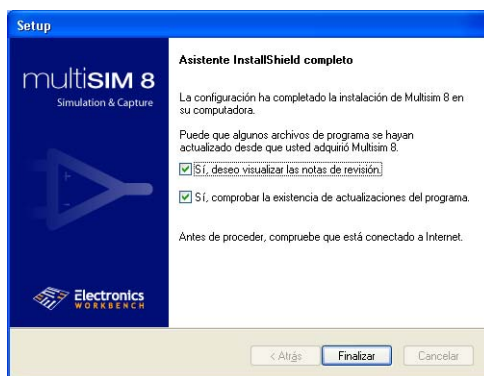 Setup
multiSIM 8
Simulation & Capture
Electronics
WORKBENCH
Asistente InstallShield completo
La configuración ha completado la instalación de Multisim 8 en
su computadora.
Puede que algunos archivos de programa se hayan
actualizado desde que usted adquirió Multisim 8.
Sí, deseo visualizar las notas de revisión.
Sí, comprobar la existencia de actualizaciones del programa.
Antes de proceder, compruebe que está conectado a Internet.
< Atrás
Finalizar
Cancelar